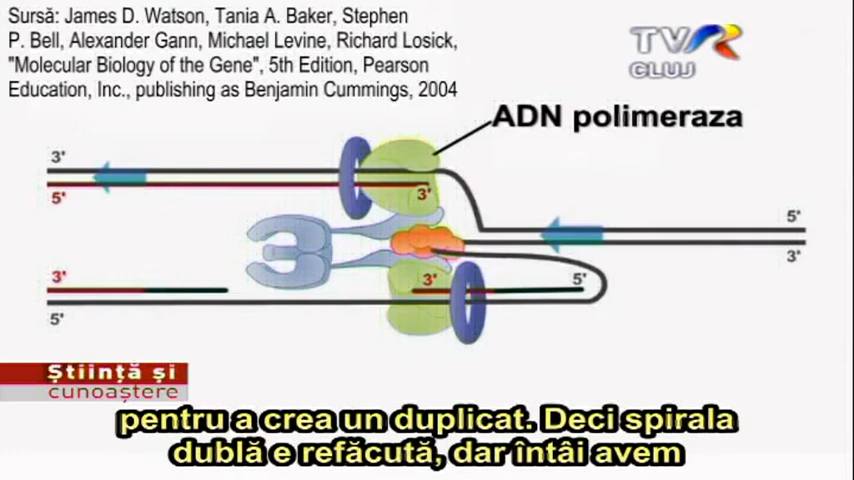 Sursă: James D. Watson, Tania A. Baker, Stephen
P. Bell, Alexander Gann, Michael Levine, Richard Losick,
"Molecular Biology of the Gene", 5th Edition, Pearson
Education, Inc., publishing as Benjamin Cummings, 2004
TVR
CLUJ
ADN polimeraza
3'
5'
3'
5'
3'
3'
3'
5'
5'
Știință și
cunoaștere
pentru a crea un duplicat. Deci spirala
dublă e refăcută, dar întâi avem